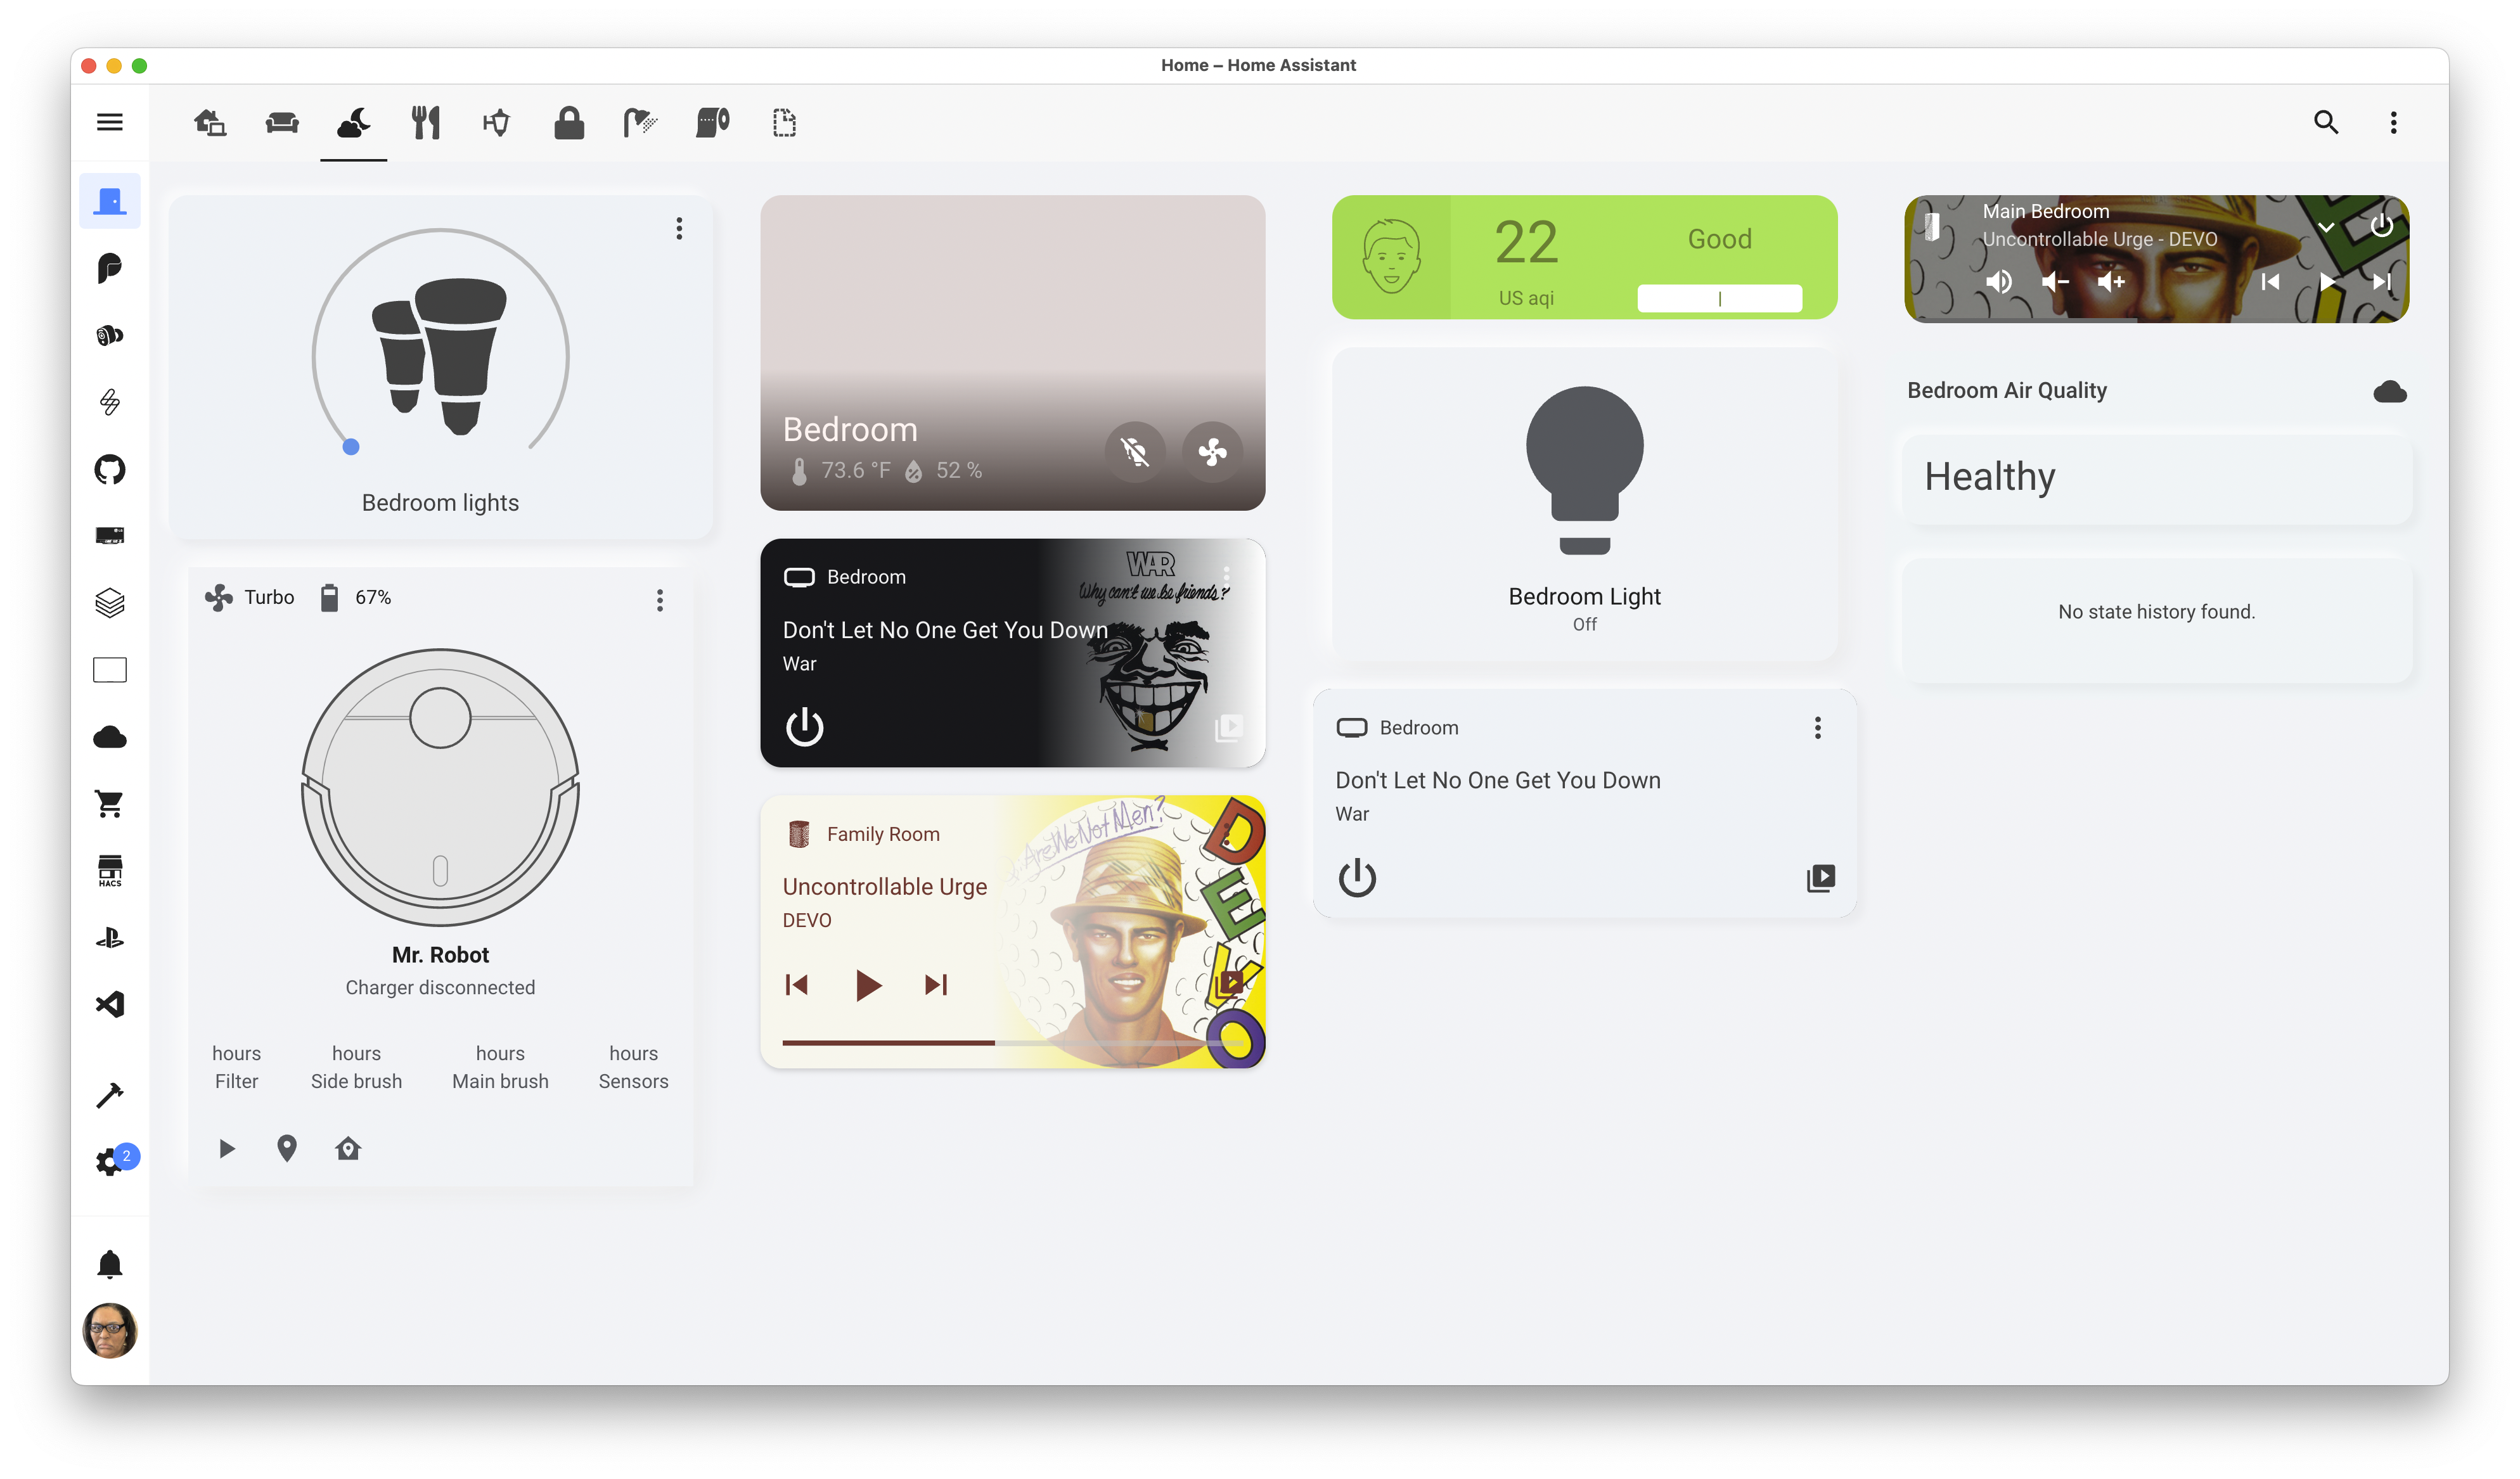 Home – Home Assistant
HACS
2
Bedroom lights
Turbo
67%
Mr. Robot
Charger disconnected
hours hours hours hours
Filter Side brush Main brush Sensors
Bedroom
73.6 °F 52 %
Bedroom
Don't Let No One Get You Down
War
WAR
Why can't we be friends?
Family Room
Uncontrollable Urge
DEVO
Q: Are We Not Men?
DEVO
22
US aqi
Good
Bedroom Light
Off
Bedroom
Don't Let No One Get You Down
War
Main Bedroom
Uncontrollable Urge - DEVO
Bedroom Air Quality
Healthy
No state history found.